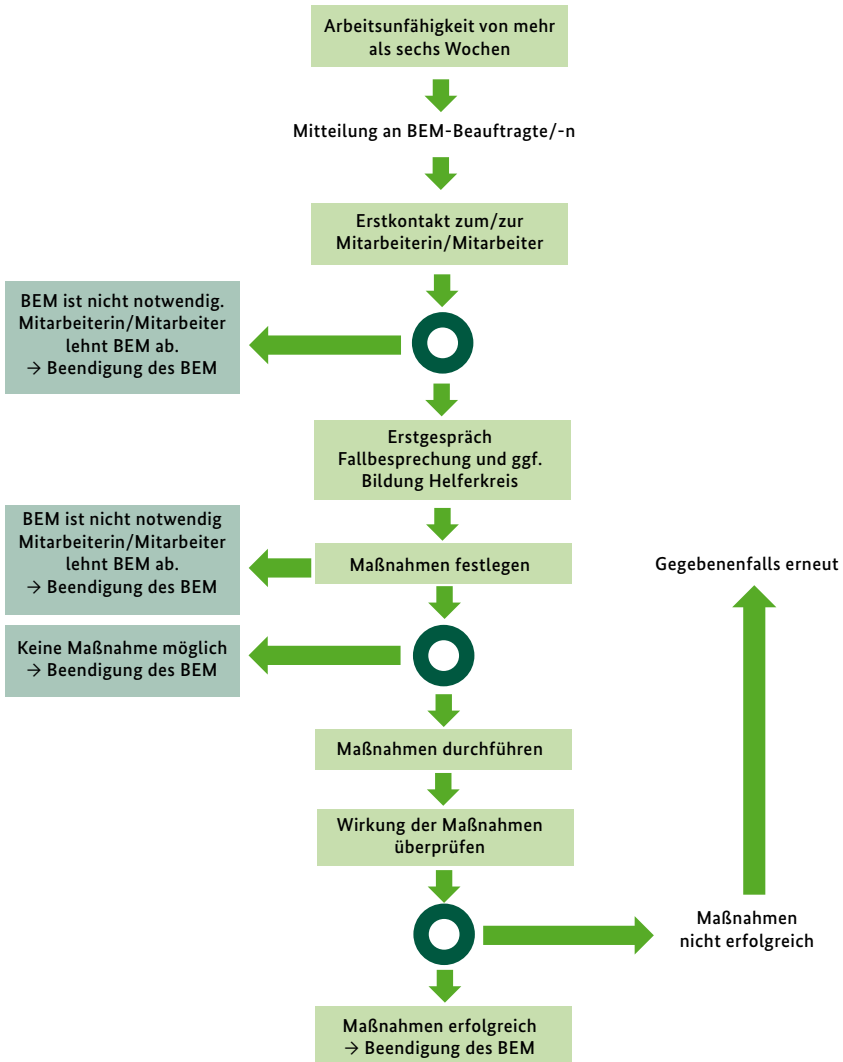 Arbeitsunfähigkeit von mehr
als sechs Wochen
Mitteilung an BEM-Beauftragte/-n
Erstkontakt zum/zur
Mitarbeiterin/Mitarbeiter
BEM ist nicht notwendig.
Mitarbeiterin/Mitarbeiter
lehnt BEM ab.
→ Beendigung des BEM
Erstgespräch
Fallbesprechung und ggf.
Bildung Helferkreis
BEM ist nicht notwendig
Mitarbeiterin/Mitarbeiter
lehnt BEM ab.
→ Beendigung des BEM
Maßnahmen festlegen
Gegebenenfalls erneut
Keine Maßnahme möglich
→ Beendigung des BEM
Maßnahmen durchführen
Wirkung der Maßnahmen
überprüfen
Maßnahmen
nicht erfolgreich
Maßnahmen erfolgreich
→ Beendigung des BEM